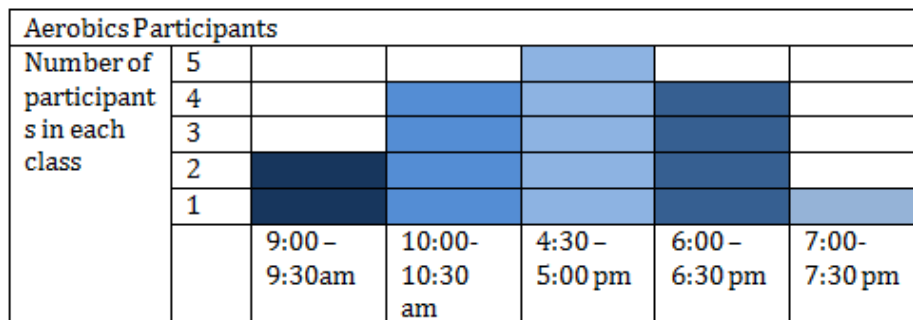 Aerobics Participants
Number of
participant
s in each
class
5
4
3
2
1
9:00 –
9:30am
10:00-
10:30
am
4:30 –
5:00 pm
6:00 –
6:30 pm
7:00-
7:30 pm